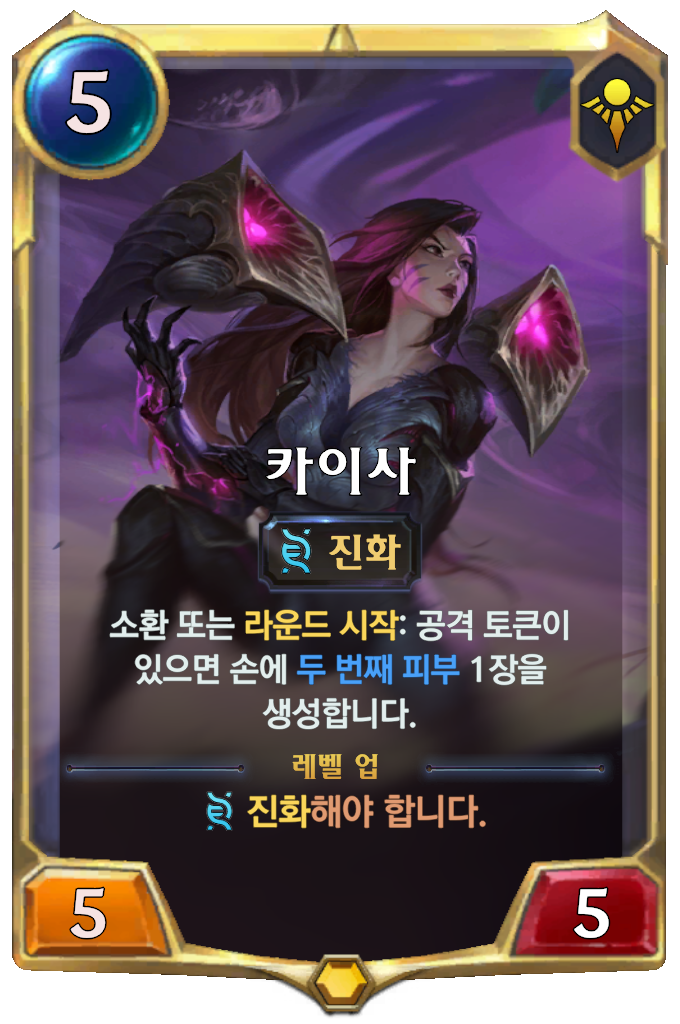 5
카이사
진화
소환 또는 라운드 시작: 공격 토큰이
있으면 손에 두 번째 피부 1장을
생성합니다.
레벨 업
진화해야 합니다.
5
5